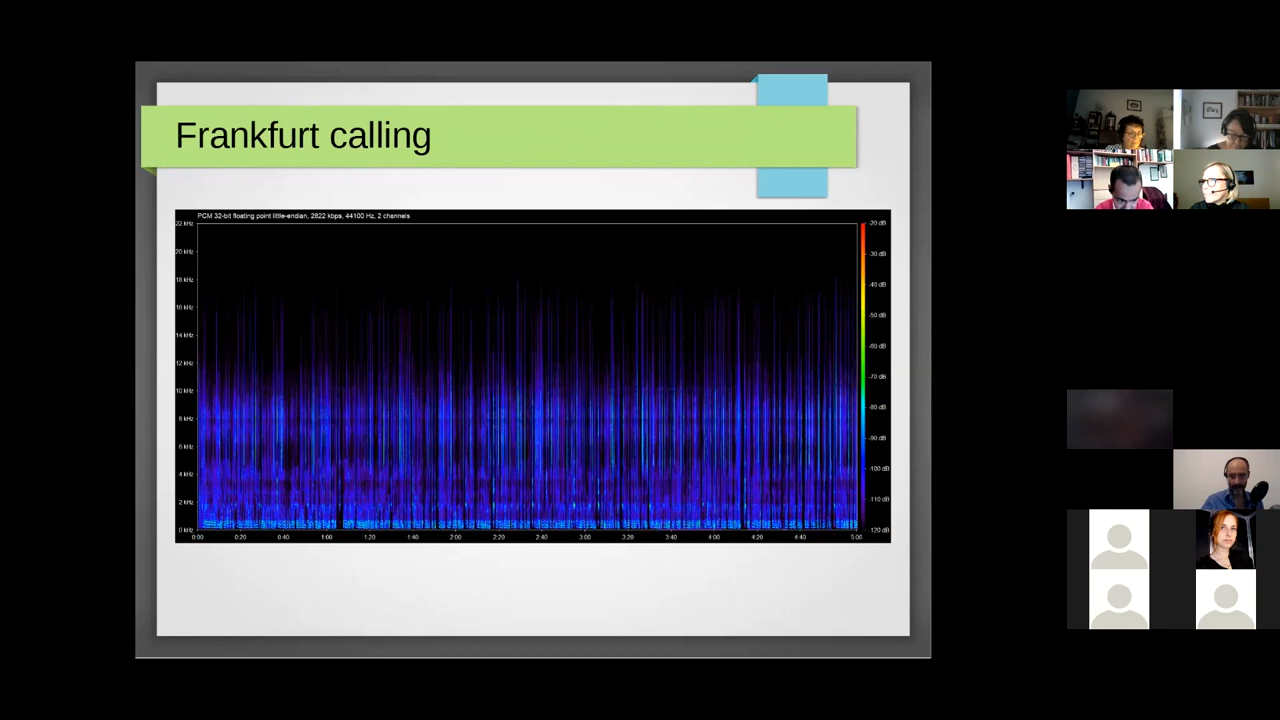 Frankfurt calling
PCM 32-bit floating point little-endian, 2822 kbps, 44100 Hz, 2 channels
22 kHz
20 kHz
18 kHz
16 kHz
14 kHz
12 kHz
10 kHz
8 kHz
6 kHz
4 kHz
2 kHz
0 kHz
-20 dB
-30 dB
-40 dB
-50 dB
-60 dB
-70 dB
-80 dB
-90 dB
-100 dB
-110 dB
-120 dB
0:00 0:20 0:40 1:00 1:20 1:40 2:00 2:20 2:40 3:00 3:20 3:40 4:00 4:20 4:40 5:06